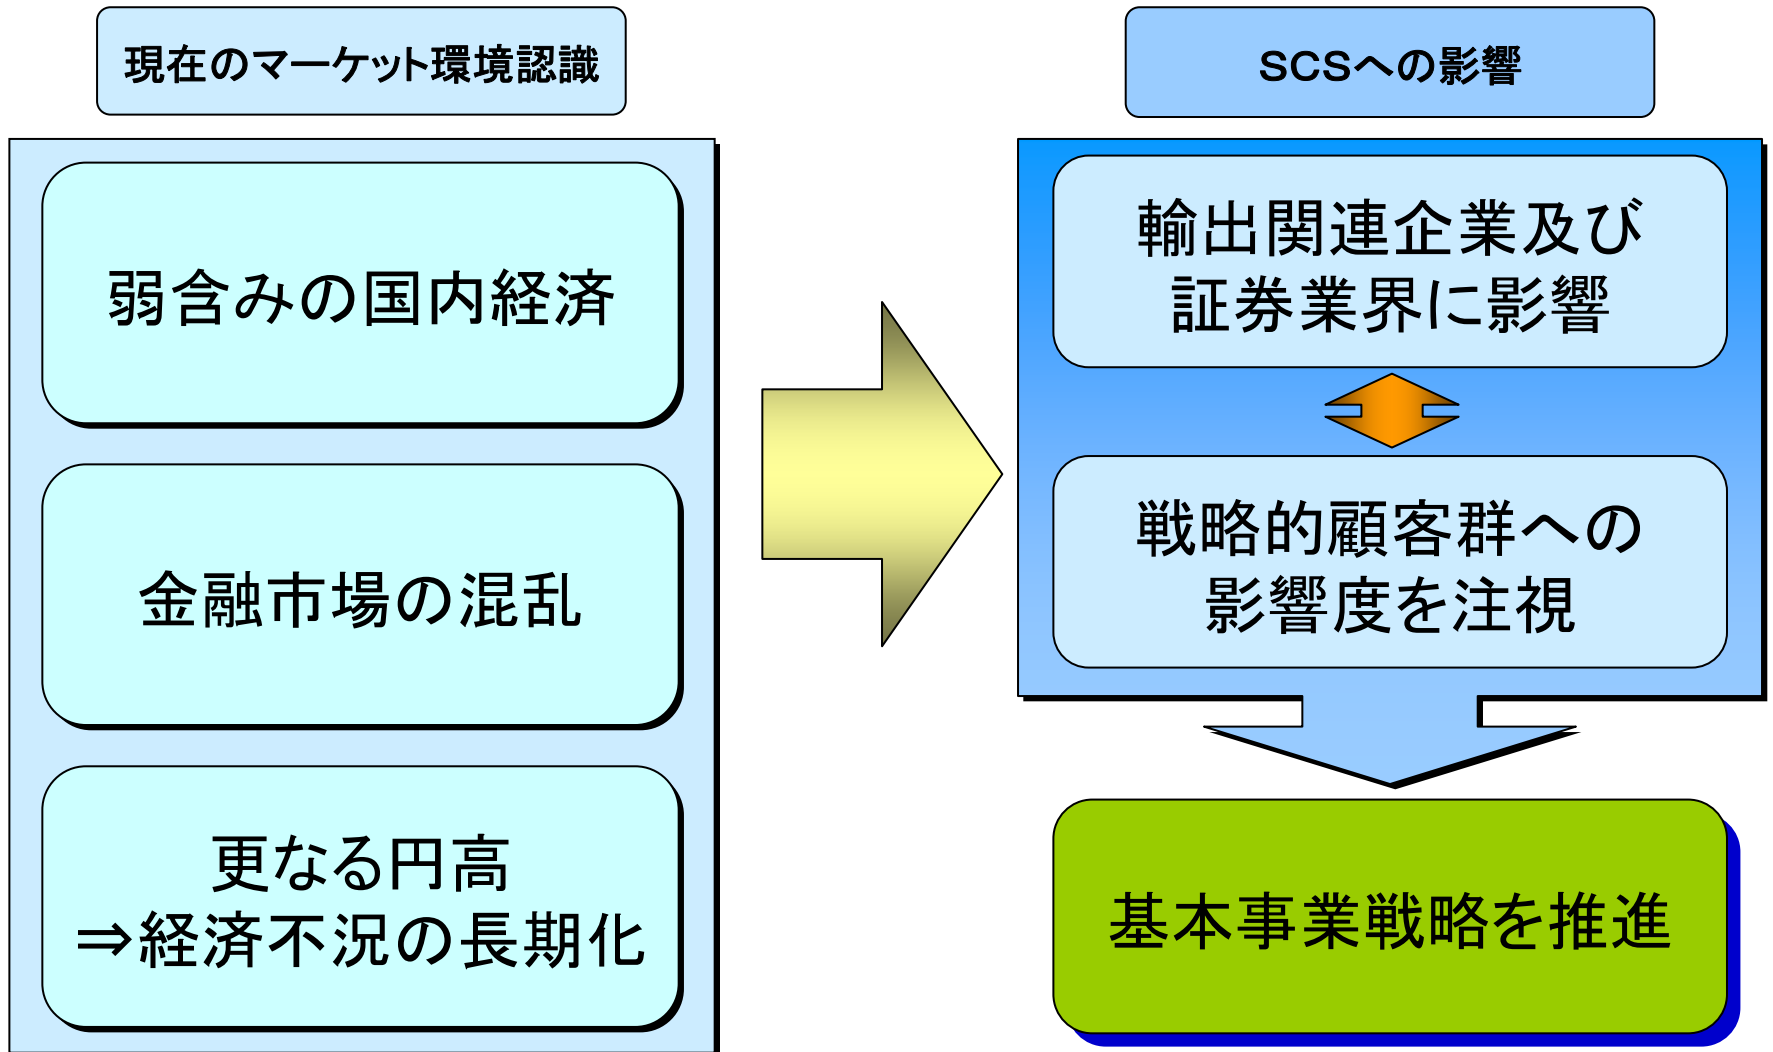 現在のマーケット環境認識
弱含みの国内経済
金融市場の混乱
更なる円高
⇒経済不況の長期化
SCSへの影響
輸出関連企業及び
証券業界に影響
戦略的顧客群への
影響度を注視
基本事業戦略を推進